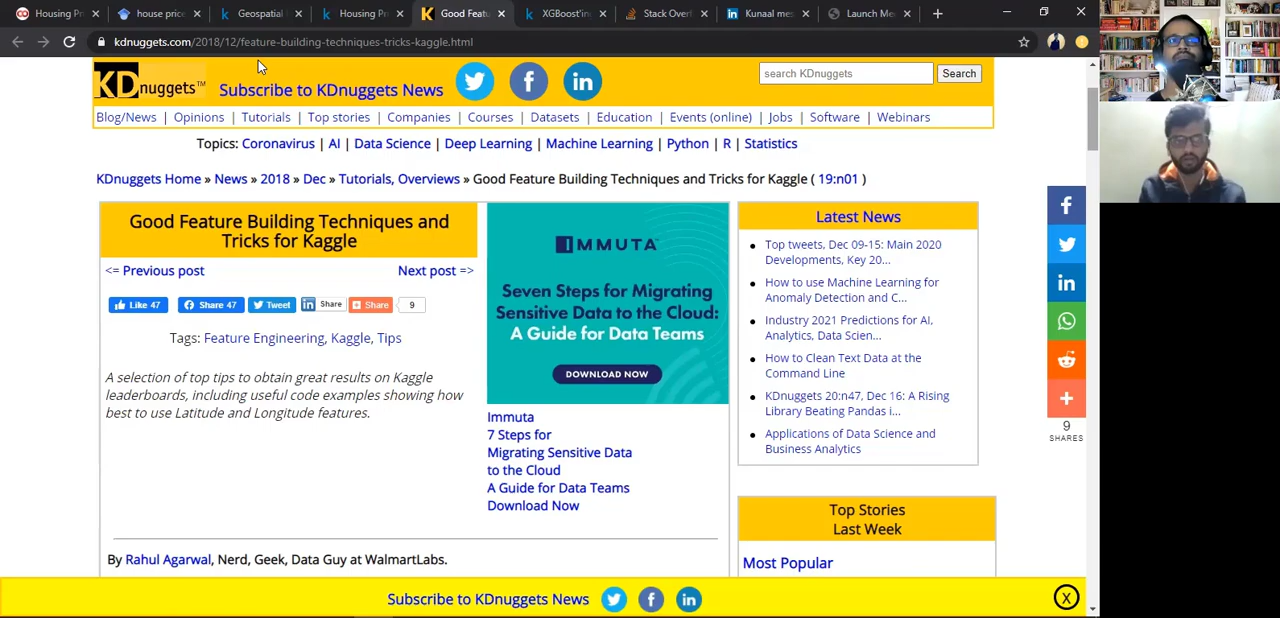 Housing Pr
house price
Geospatial
Housing Pr
Good Featu
XGBoost'ing
Stack Overf
Kunaal mes
Launch Me
kdnuggets.com/2018/12/feature-building-techniques-tricks-kaggle.html
KDnuggets™
Subscribe to KDnuggets News
search KDnuggets
Search
Blog/News | Opinions | Tutorials | Top stories | Companies | Courses | Datasets | Education | Events (online) | Jobs | Software | Webinars
Topics: Coronavirus | AI | Data Science | Deep Learning | Machine Learning | Python | R | Statistics
KDnuggets Home » News » 2018 » Dec » Tutorials, Overviews » Good Feature Building Techniques and Tricks for Kaggle ( 19:n01 )
Good Feature Building Techniques and
Tricks for Kaggle
<= Previous post
Next post =>
Like 47
Share 47
Tweet
Share
Share
9
Tags: Feature Engineering, Kaggle, Tips
A selection of top tips to obtain great results on Kaggle
leaderboards, including useful code examples showing how
best to use Latitude and Longitude features.
IMMUTA
Seven Steps for Migrating
Sensitive Data to the Cloud:
A Guide for Data Teams
DOWNLOAD NOW
Immuta
7 Steps for
Migrating Sensitive Data
to the Cloud
A Guide for Data Teams
Download Now
By Rahul Agarwal, Nerd, Geek, Data Guy at WalmartLabs.
Latest News
Top tweets, Dec 09-15: Main 2020
Developments, Key 20...
How to use Machine Learning for
Anomaly Detection and C...
Industry 2021 Predictions for AI,
Analytics, Data Scien...
How to Clean Text Data at the
Command Line
KDnuggets 20:n47, Dec 16: A Rising
Library Beating Pandas i...
Applications of Data Science and
Business Analytics
Top Stories
Last Week
Most Popular
9
SHARES
Subscribe to KDnuggets News
X